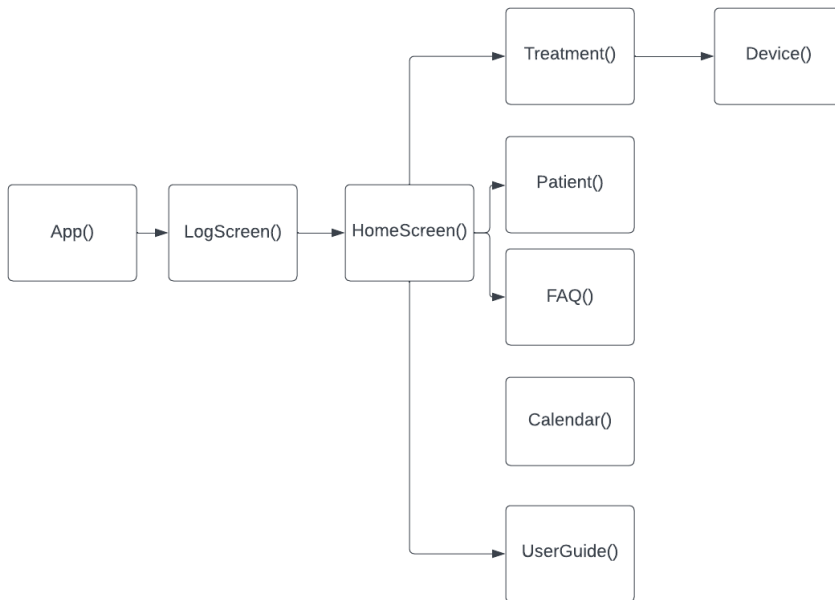 Treatment()
Device()
Patient()
App()
LogScreen()
HomeScreen()
FAQ()
Calendar()
UserGuide()